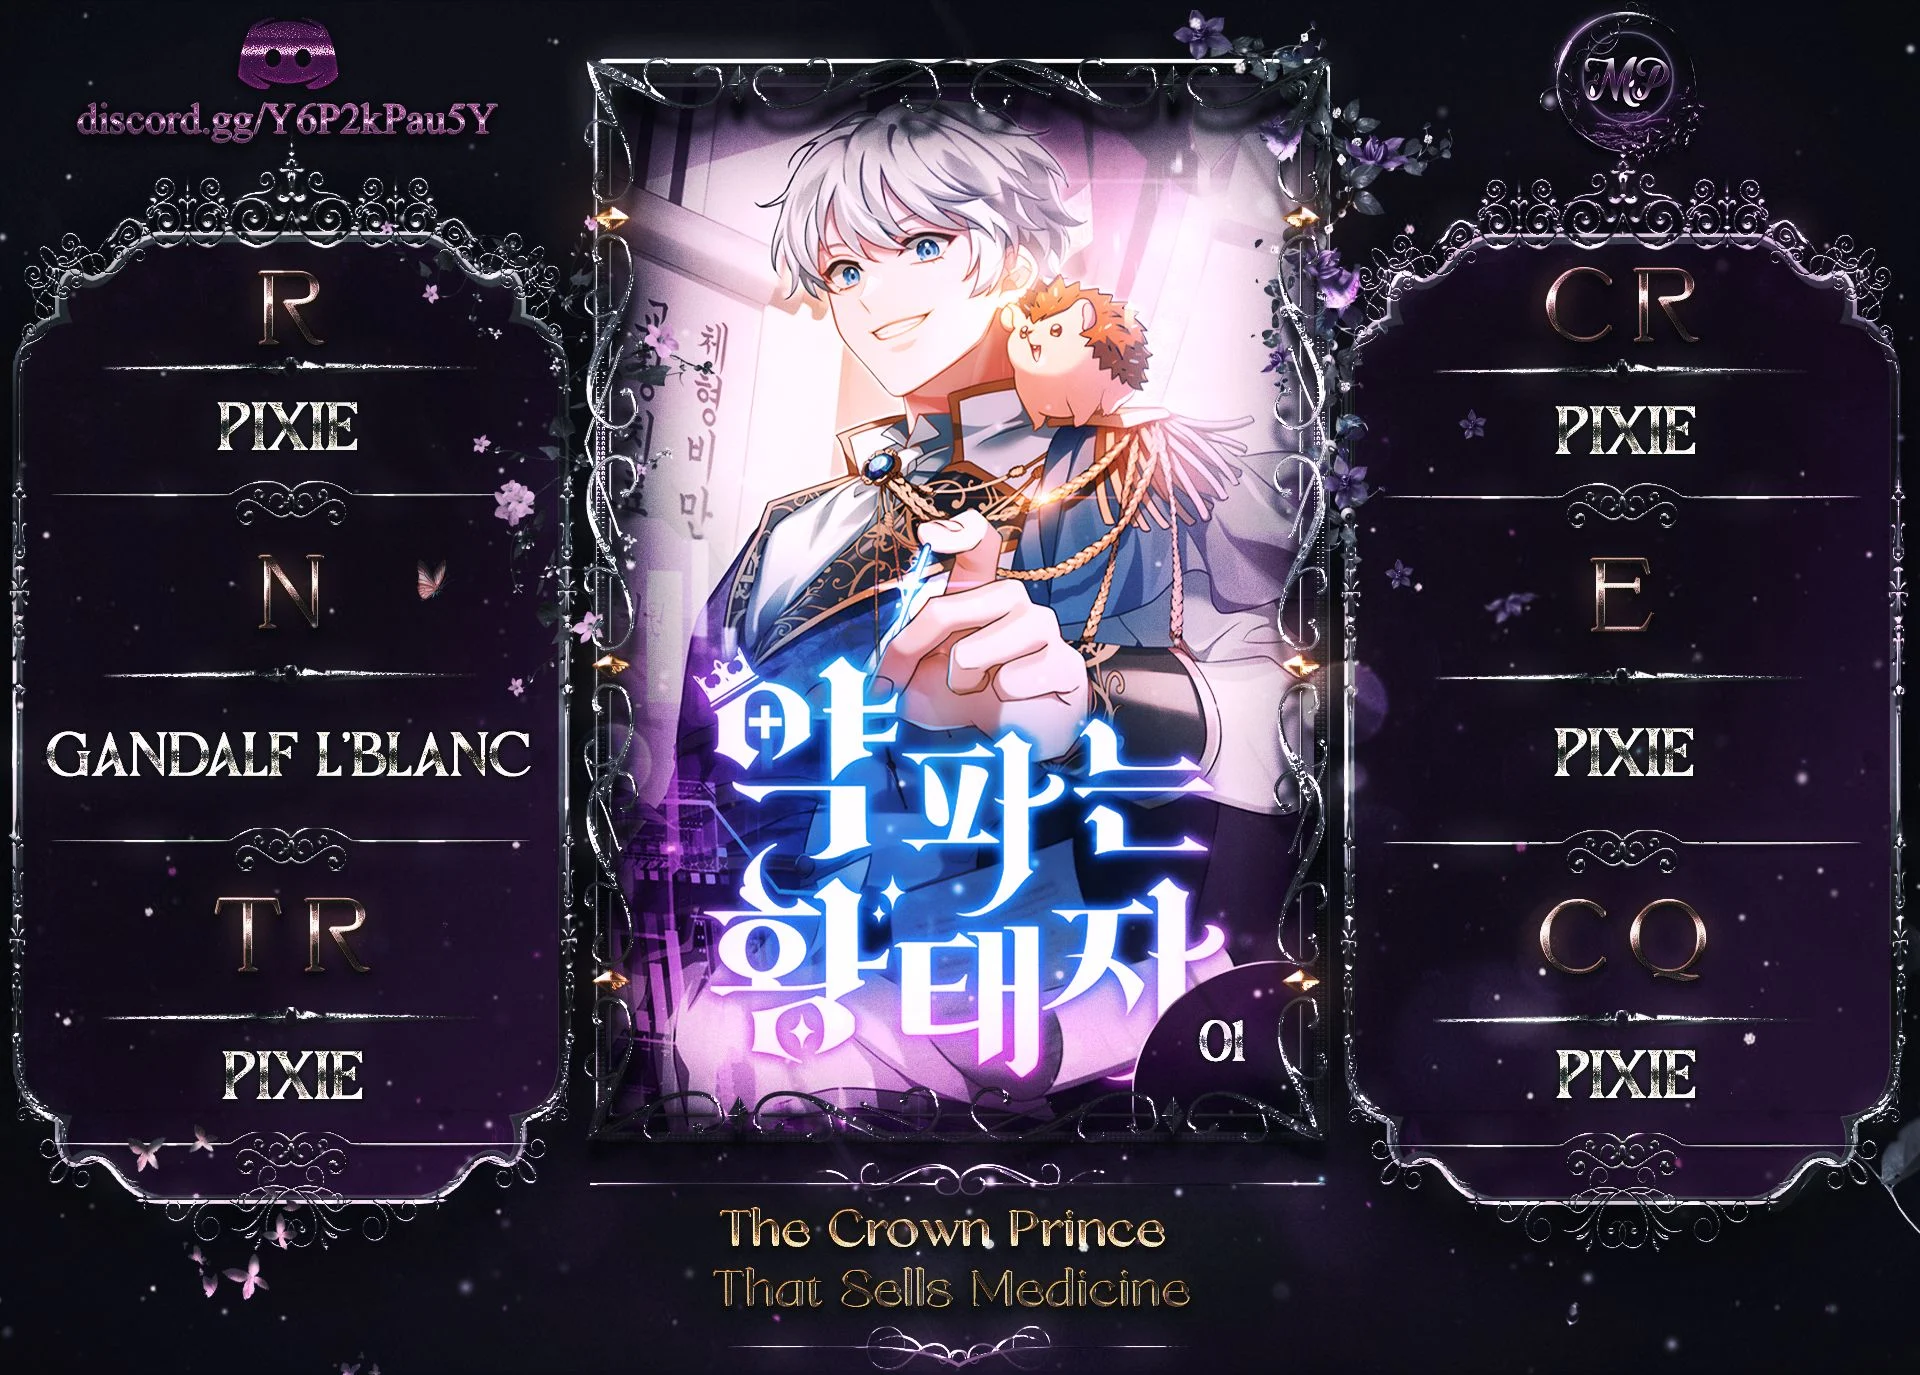 discord.gg/Y6P2kPau5Y
MP
R
PIXIE
N
GANDALF L'BLANC
TR
PIXIE
체형비만
약 파는
황태자
01
CR
PIXIE
E
PIXIE
CQ
PIXIE
The Crown Prince
That Sells Medicine